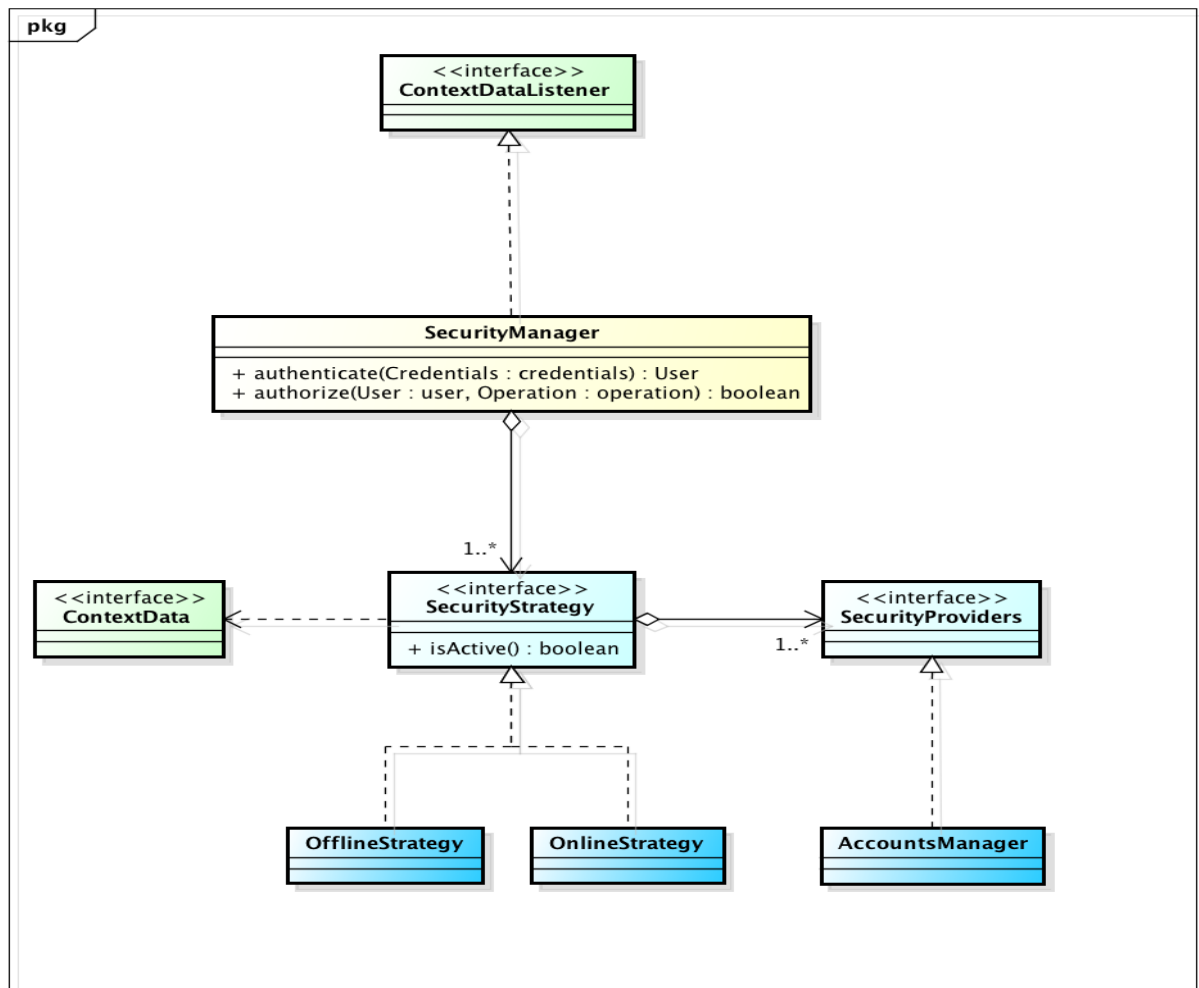 pkg
<<interface>>
ContextDataListener
SecurityManager
+ authenticate(Credentials : credentials) : User
+ authorize(User : user, Operation : operation) : boolean
1..*
<<interface>>
ContextData
<<interface>>
SecurityStrategy
+ isActive() : boolean
1..*
<<interface>>
SecurityProviders
OfflineStrategy
OnlineStrategy
AccountsManager